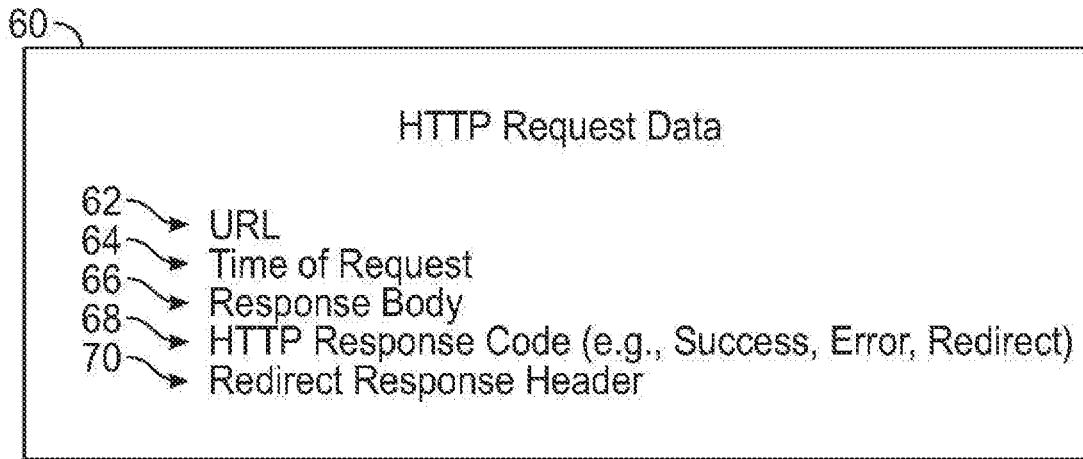 60
HTTP Request Data
62 URL
64 Time of Request
66 Response Body
68 HTTP Response Code (e.g., Success, Error, Redirect)
70 Redirect Response Header